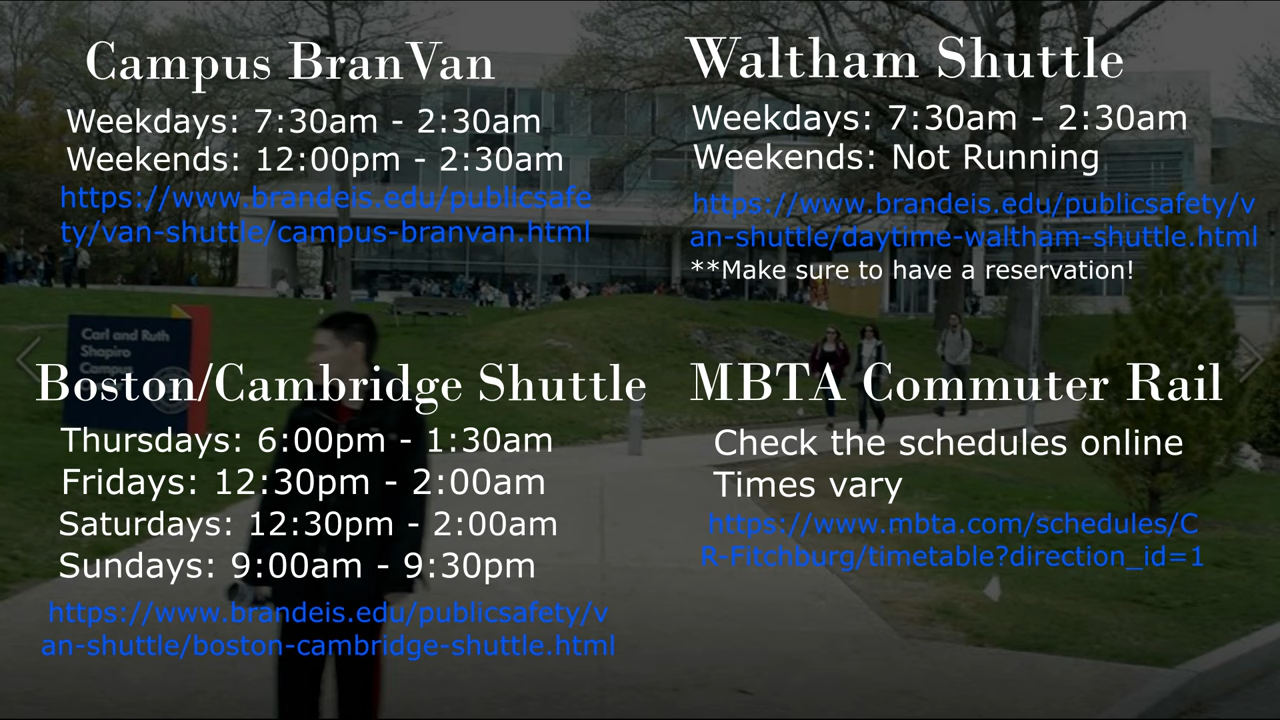 Campus BranVan
Weekdays: 7:30am - 2:30am
Weekends: 12:00pm - 2:30am
https://www.brandeis.edu/publicsafe
ty/van-shuttle/campus-branvan.html
Waltham Shuttle
Weekdays: 7:30am - 2:30am
Weekends: Not Running
https://www.brandeis.edu/publicsafety/v
an-shuttle/daytime-waltham-shuttle.html
**Make sure to have a reservation!
Carl and Ruth
Shapiro
Campus
Boston/Cambridge Shuttle
Thursdays: 6:00pm - 1:30am
Fridays: 12:30pm - 2:00am
Saturdays: 12:30pm - 2:00am
Sundays: 9:00am - 9:30pm
https://www.brandeis.edu/publicsafety/v
an-shuttle/boston-cambridge-shuttle.html
MBTA Commuter Rail
Check the schedules online
Times vary
https://www.mbta.com/schedules/C
R-Fitchburg/timetable?direction_id=1